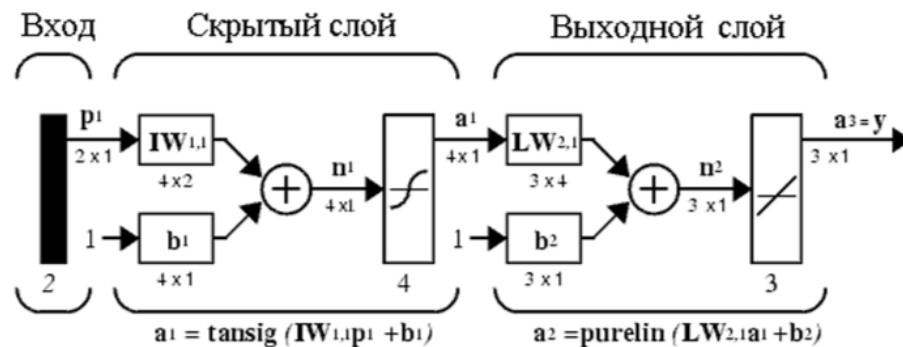 Вход Скрытый слой Выходной слой
p1 a1 a3 = y
IW1,1 LW2,1
2 x 1 4 x 1 3 x 1
4 x 2 n1 3 x 4 n2
4 x 1 3 x 1
1 b1 1 b2
4 x 1 3 x 1
2 4 3
a1 = tansig (IW1,1p1 +b1) a2 =purelin (LW2,1a1 +b2)